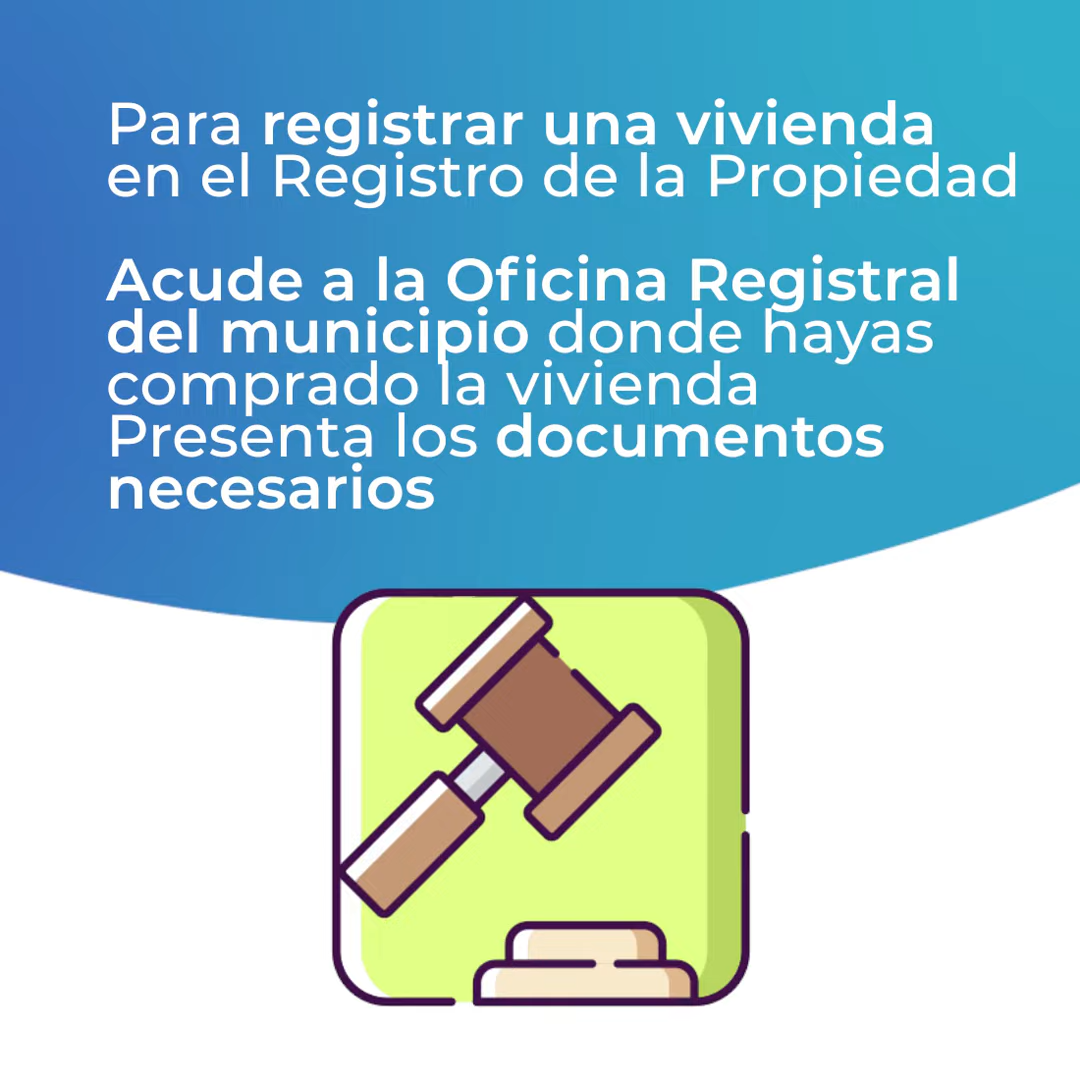 Para registrar una vivienda
en el Registro de la Propiedad
Acude a la Oficina Registral
del municipio donde hayas
comprado la vivienda
Presenta los documentos
necesarios